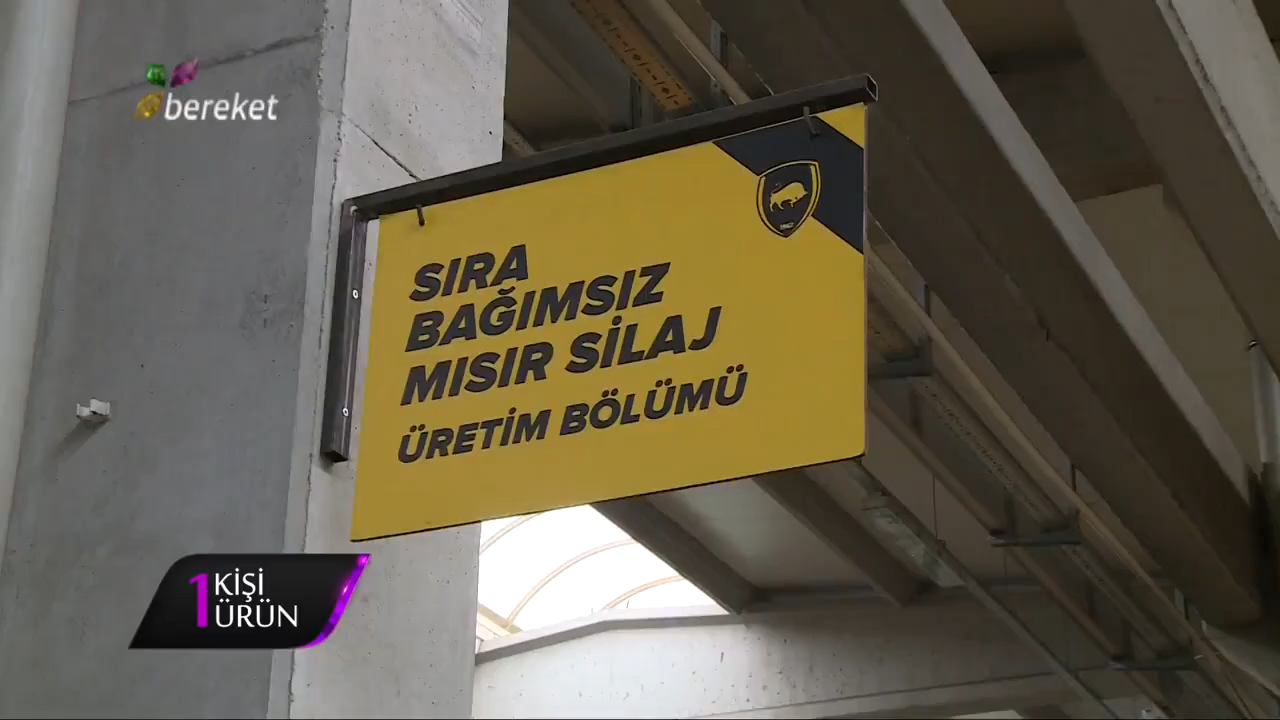 bereket
SIRA
BAĞIMSIZ
MISIR SİLAJ
ÜRETİM BÖLÜMÜ
1 KİŞİ
ÜRÜN